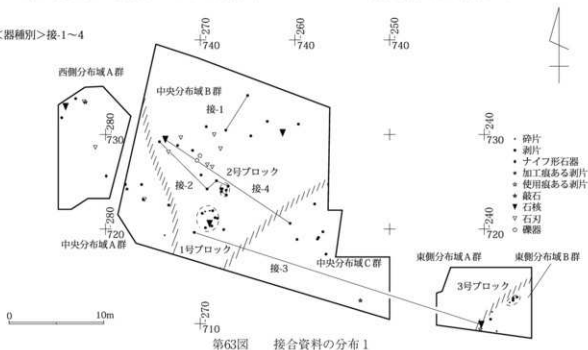 器種別>接-1～4
-270
740
-260
740
-250
740
西側分布域A群
中央分布域B群
接-1
-280
730
730
2号ブロック
接-2
接-4
・砕片
・剥片
・ナイフ形石器
・加工痕ある剥片
・使用痕ある剥片
・敲石
▼石核
▽石刃
○礫器
-280
720
-240
720
中央分布域A群
1号ブロック
接-3
中央分布域C群
東側分布域A群
東側分布域B群
3号ブロック
-270
710
0 10m
第63図 接合資料の分布1